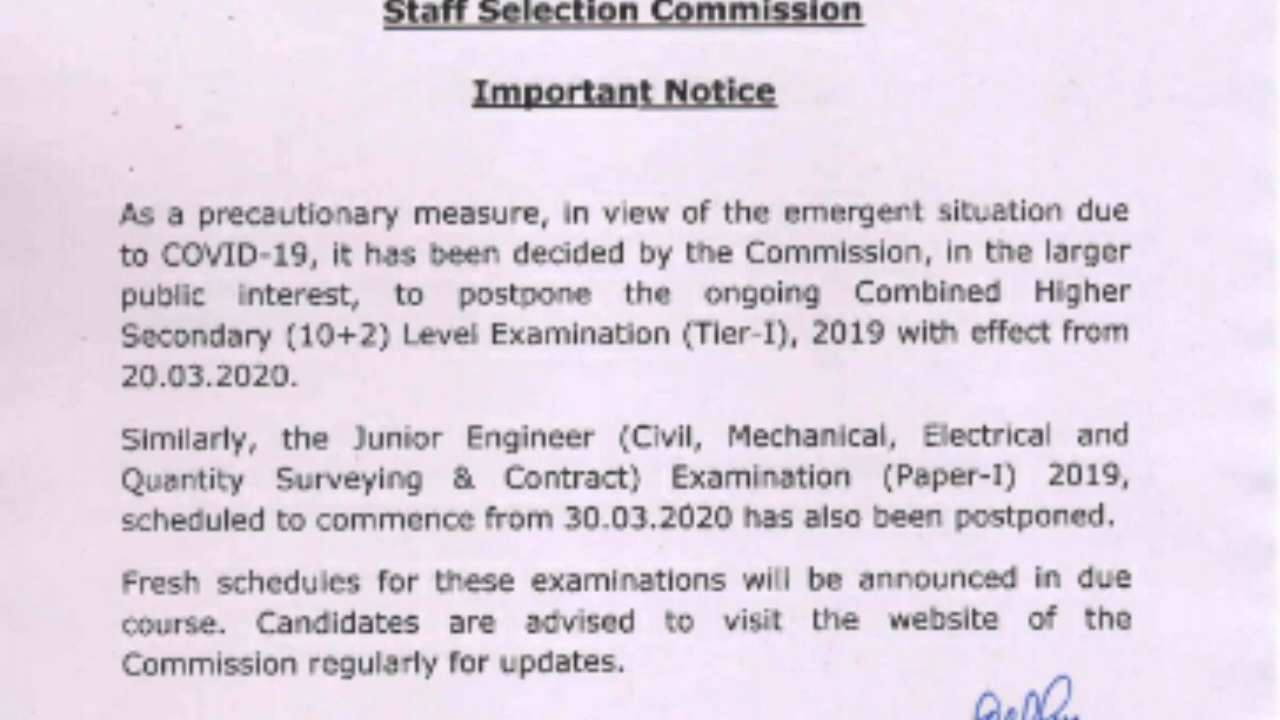 Staff Selection Commission
Important Notice
As a precautionary measure, in view of the emergent situation due
to COVID-19, it has been decided by the Commission, in the larger
public interest, to postpone the ongoing Combined Higher
Secondary (10+2) Level Examination (Tier-I), 2019 with effect from
20.03.2020.
Similarly, the Junior Engineer (Civil, Mechanical, Electrical and
Quantity Surveying & Contract) Examination (Paper-I) 2019,
scheduled to commence from 30.03.2020 has also been postponed.
Fresh schedules for these examinations will be announced in due
course. Candidates are advised to visit the website of the
Commission regularly for updates.